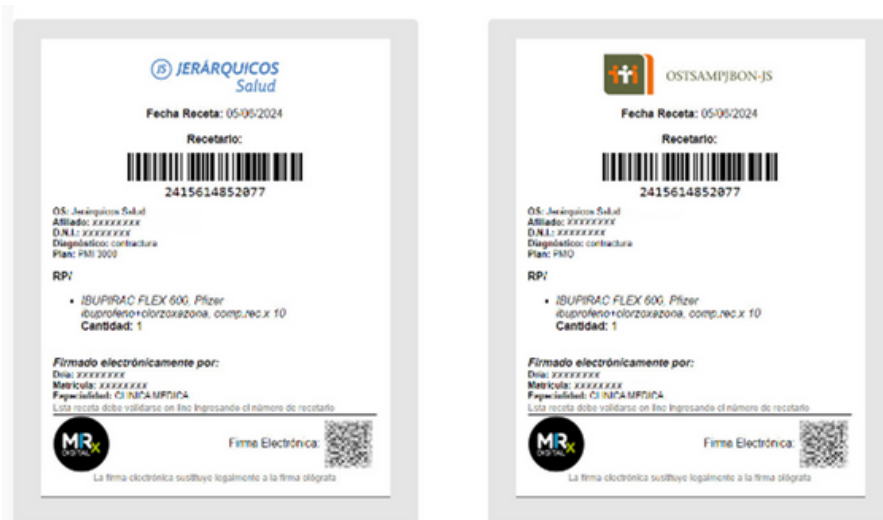 JS JERÁRQUICOS
Salud
Fecha Receta: 05/06/2024
Recetario:
2415614852077
OS: Jerárquicos Salud
Afiliado: xxxxxxxx
D.N.I.: xxxxxxxx
Diagnóstico: contractura
Plan: PMI 3000
RP/
• IBUPIRAC FLEX 600, Pfizer
ibuprofeno+clorzoxazona, comp.rec.x 10
Cantidad: 1
Firmado electrónicamente por:
Dr/a: xxxxxxxx
Matrícula: xxxxxxxx
Especialidad: CLINICA MEDICA
Esta receta debe validarse on line ingresando el número de recetario
MRx
DIGITAL
Firma Electrónica:
La firma electrónica sustituye legalmente a la firma ológrafa
OSTSAMPJBON-JS
Fecha Receta: 05/06/2024
Recetario:
2415614852077
OS: Jerárquicos Salud
Afiliado: xxxxxxxx
D.N.I.: xxxxxxxx
Diagnóstico: contractura
Plan: PMO
RP/
• IBUPIRAC FLEX 600, Pfizer
ibuprofeno+clorzoxazona, comp.rec.x 10
Cantidad: 1
Firmado electrónicamente por:
Dr/a: xxxxxxxx
Matrícula: xxxxxxxx
Especialidad: CLINICA MEDICA
Esta receta debe validarse on line ingresando el número de recetario
MRx
DIGITAL
Firma Electrónica:
La firma electrónica sustituye legalmente a la firma ológrafa